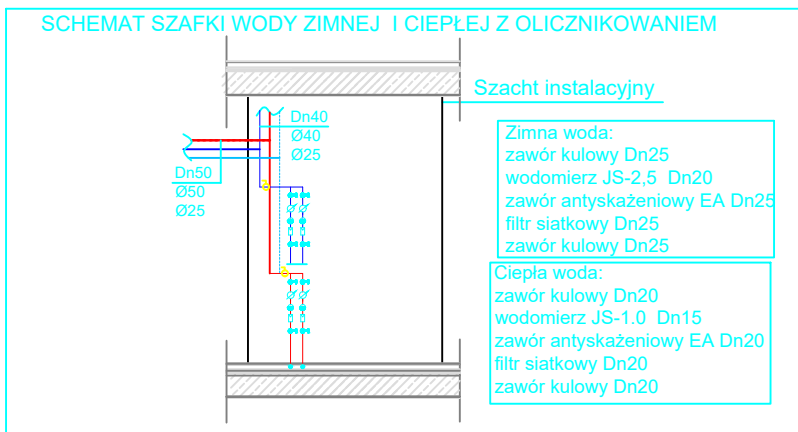 SCHEMAT SZAFKI WODY ZIMNEJ I CIEPŁEJ Z OLICZNIKOWANIEM
Szacht instalacyjny
Dn40
Ø40
Ø25
Dn50
Ø50
Ø25
Zimna woda:
zawór kulowy Dn25
wodomierz JS-2,5 Dn20
zawór antyskażeniowy EA Dn25
filtr siatkowy Dn25
zawór kulowy Dn25
Ciepła woda:
zawór kulowy Dn20
wodomierz JS-1.0 Dn15
zawór antyskażeniowy EA Dn20
filtr siatkowy Dn20
zawór kulowy Dn20